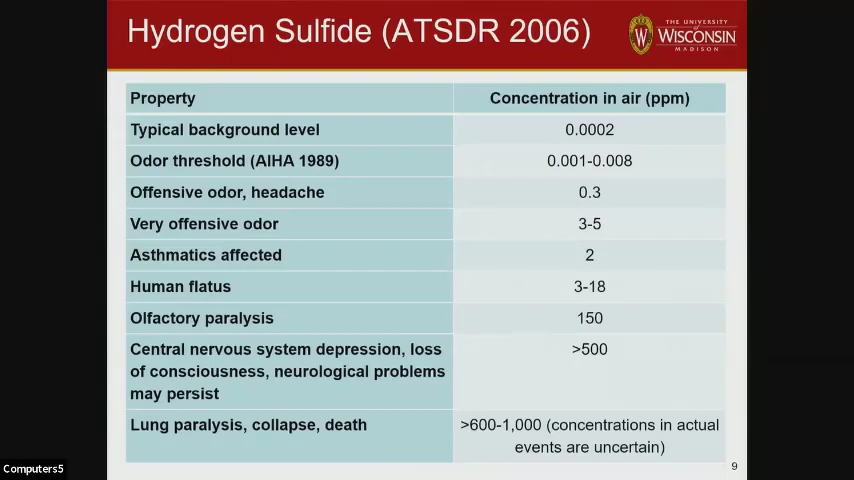 Hydrogen Sulfide (ATSDR 2006)
THE UNIVERSITY
of
WISCONSIN
MADISON
Property Concentration in air (ppm)
Typical background level 0.0002
Odor threshold (AIHA 1989) 0.001-0.008
Offensive odor, headache 0.3
Very offensive odor 3-5
Asthmatics affected 2
Human flatus 3-18
Olfactory paralysis 150
Central nervous system depression, loss >500
of consciousness, neurological problems
may persist
Lung paralysis, collapse, death >600-1,000 (concentrations in actual
events are uncertain)
9
Computers5